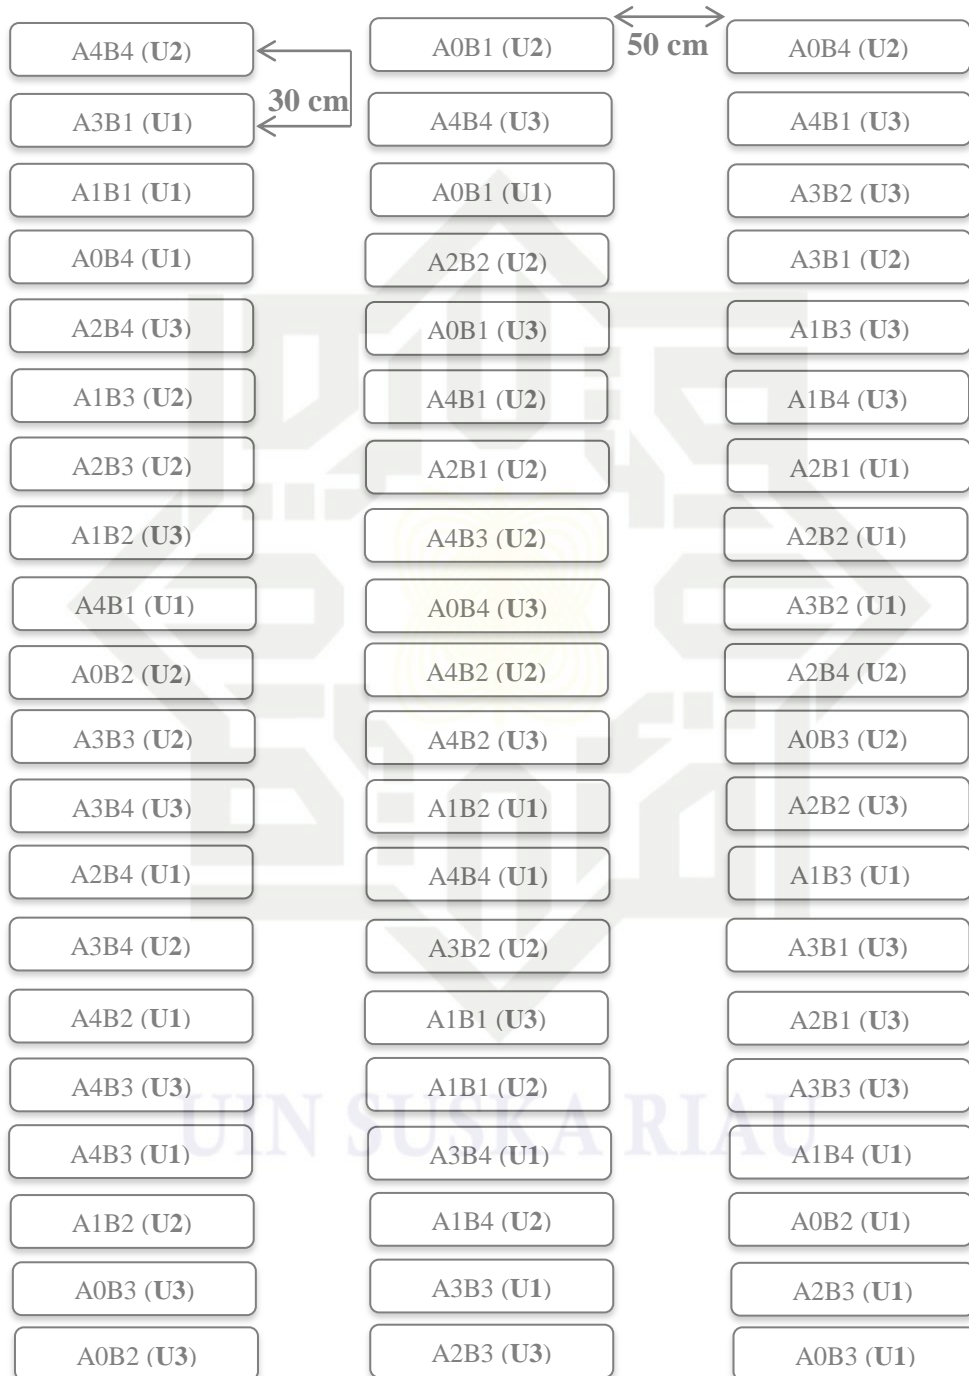 A4B4 (U2) A0B1 (U2) 50 cm A0B4 (U2)
30 cm
A3B1 (U1) A4B4 (U3) A4B1 (U3)
A1B1 (U1) A0B1 (U1) A3B2 (U3)
A0B4 (U1) A2B2 (U2) A3B1 (U2)
A2B4 (U3) A0B1 (U3) A1B3 (U3)
A1B3 (U2) A4B1 (U2) A1B4 (U3)
A2B3 (U2) A2B1 (U2) A2B1 (U1)
A1B2 (U3) A4B3 (U2) A2B2 (U1)
A4B1 (U1) A0B4 (U3) A3B2 (U1)
A0B2 (U2) A4B2 (U2) A2B4 (U2)
A3B3 (U2) A4B2 (U3) A0B3 (U2)
A3B4 (U3) A1B2 (U1) A2B2 (U3)
A2B4 (U1) A4B4 (U1) A1B3 (U1)
A3B4 (U2) A3B2 (U2) A3B1 (U3)
A4B2 (U1) A1B1 (U3) A2B1 (U3)
A4B3 (U3) A1B1 (U2) A3B3 (U3)
UIN SUSKA RIAU
A4B3 (U1) A3B4 (U1) A1B4 (U1)
A1B2 (U2) A1B4 (U2) A0B2 (U1)
A0B3 (U3) A3B3 (U1) A2B3 (U1)
A0B2 (U3) A2B3 (U3) A0B3 (U1)